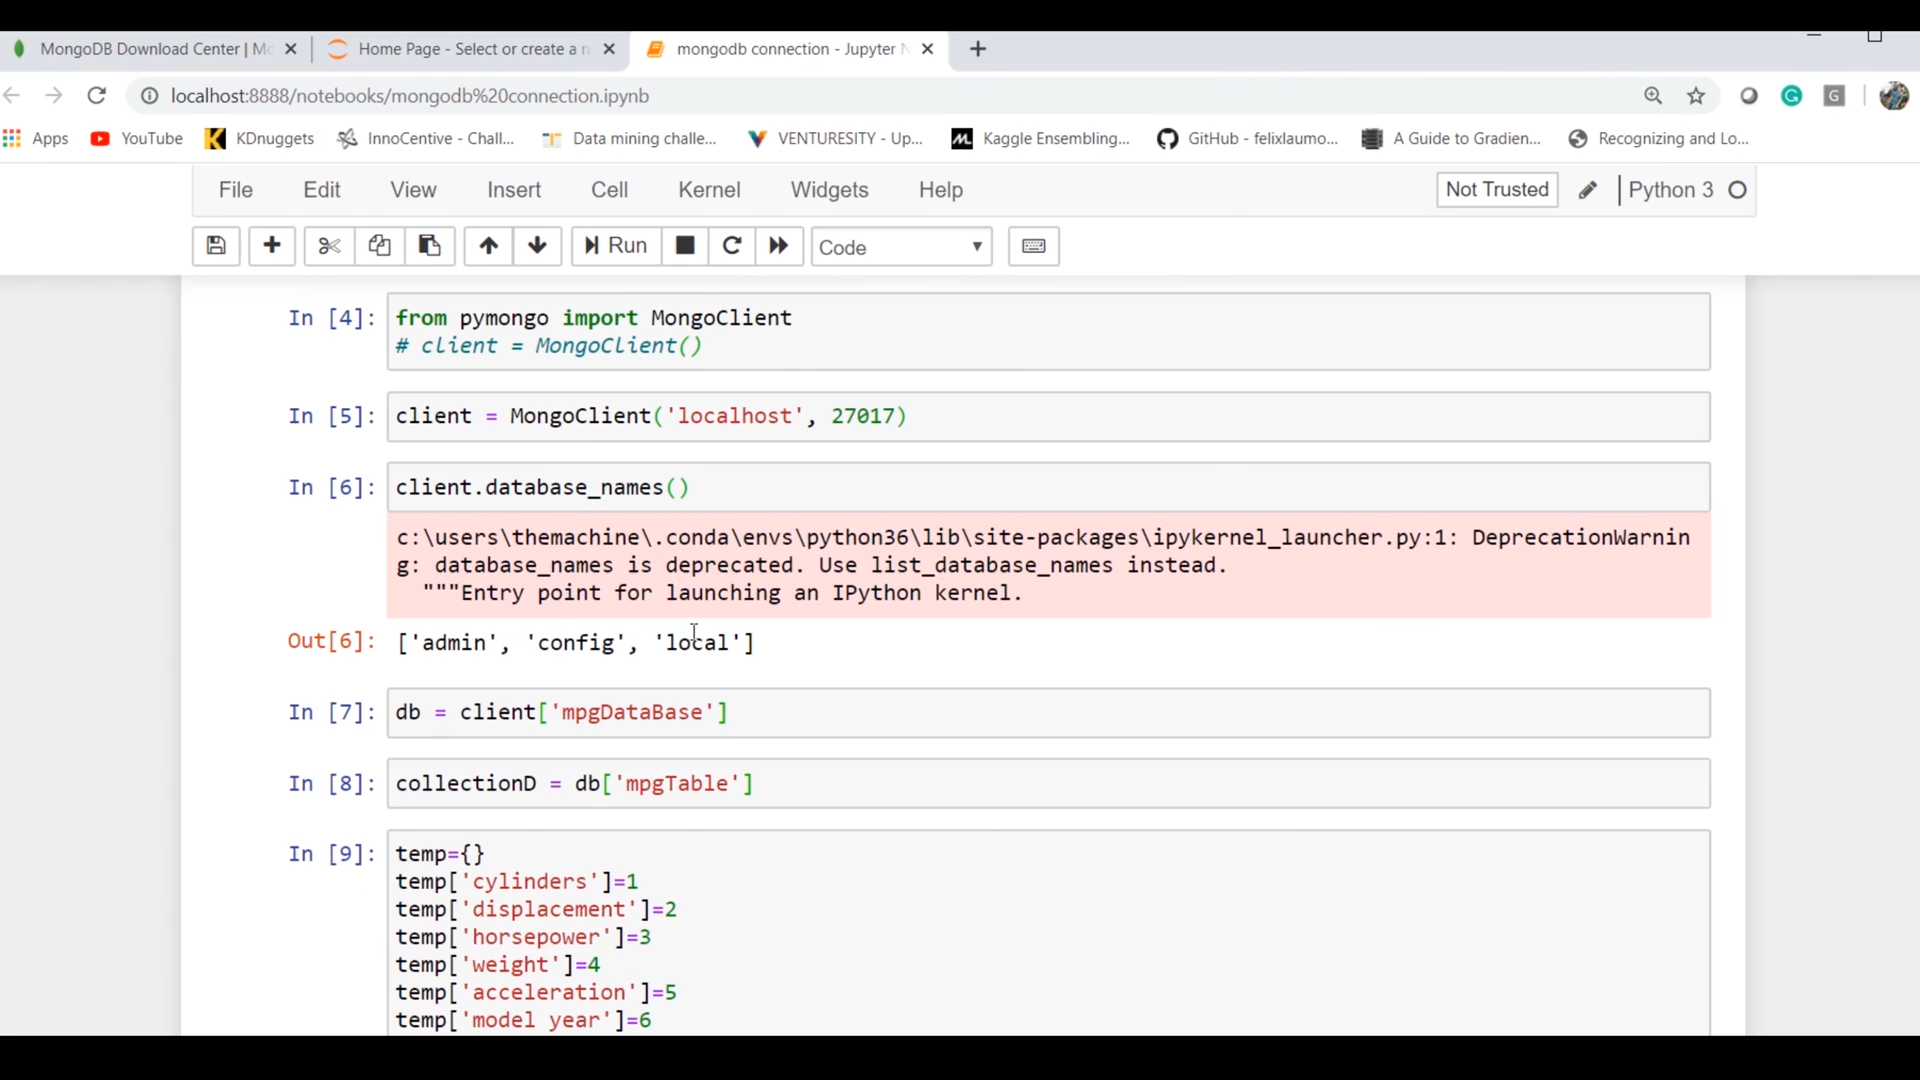 MongoDB Download Center | Mo
Home Page - Select or create a n
mongodb connection - Jupyter N
localhost:8888/notebooks/mongodb%20connection.ipynb
Apps
YouTube
KDnuggets
InnoCentive - Chall...
Data mining challe...
VENTURESITY - Up...
Kaggle Ensembling...
GitHub - felixlaumo...
A Guide to Gradien...
Recognizing and Lo...
File Edit View Insert Cell Kernel Widgets Help
Not Trusted
Python 3
Run
Code
In [4]: from pymongo import MongoClient
# client = MongoClient()
In [5]: client = MongoClient('localhost', 27017)
In [6]: client.database_names()
c:\users\themachine\.conda\envs\python36\lib\site-packages\ipykernel_launcher.py:1: DeprecationWarnin
g: database_names is deprecated. Use list_database_names instead.
"""Entry point for launching an IPython kernel.
Out[6]: ['admin', 'config', 'local']
In [7]: db = client['mpgDataBase']
In [8]: collectionD = db['mpgTable']
In [9]: temp={}
temp['cylinders']=1
temp['displacement']=2
temp['horsepower']=3
temp['weight']=4
temp['acceleration']=5
temp['model year']=6